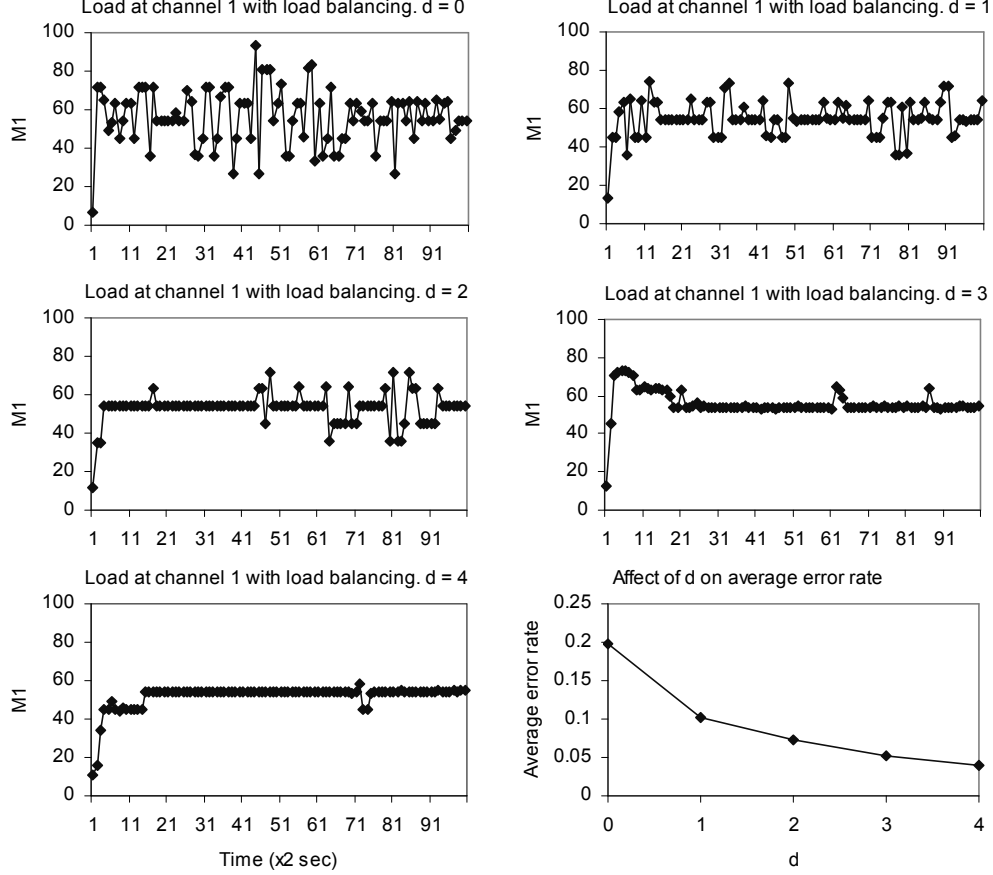 Load at channel 1 with load balancing. d = 0
100
80
60
40
20
0
M1
1 11 21 31 41 51 61 71 81 91
Load at channel 1 with load balancing. d = 1
100
80
60
40
20
0
M1
1 11 21 31 41 51 61 71 81 91
Load at channel 1 with load balancing. d = 2
100
80
60
40
20
0
M1
1 11 21 31 41 51 61 71 81 91
Load at channel 1 with load balancing. d = 3
100
80
60
40
20
0
M1
1 11 21 31 41 51 61 71 81 91
Load at channel 1 with load balancing. d = 4
100
80
60
40
20
0
M1
1 11 21 31 41 51 61 71 81 91
Time (x2 sec)
Affect of d on average error rate
0.25
0.2
0.15
0.1
0.05
0
Average error rate
0 1 2 3 4
d